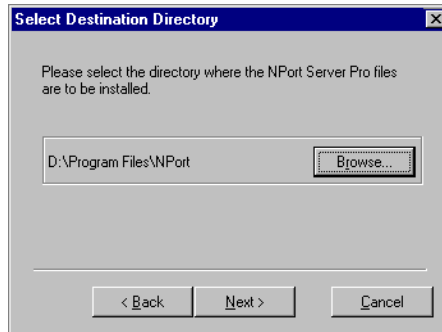 Select Destination Directory
Please select the directory where the NPort Server Pro files
are to be installed.
D:\Program Files\NPort
Browse...
< Back
Next >
Cancel